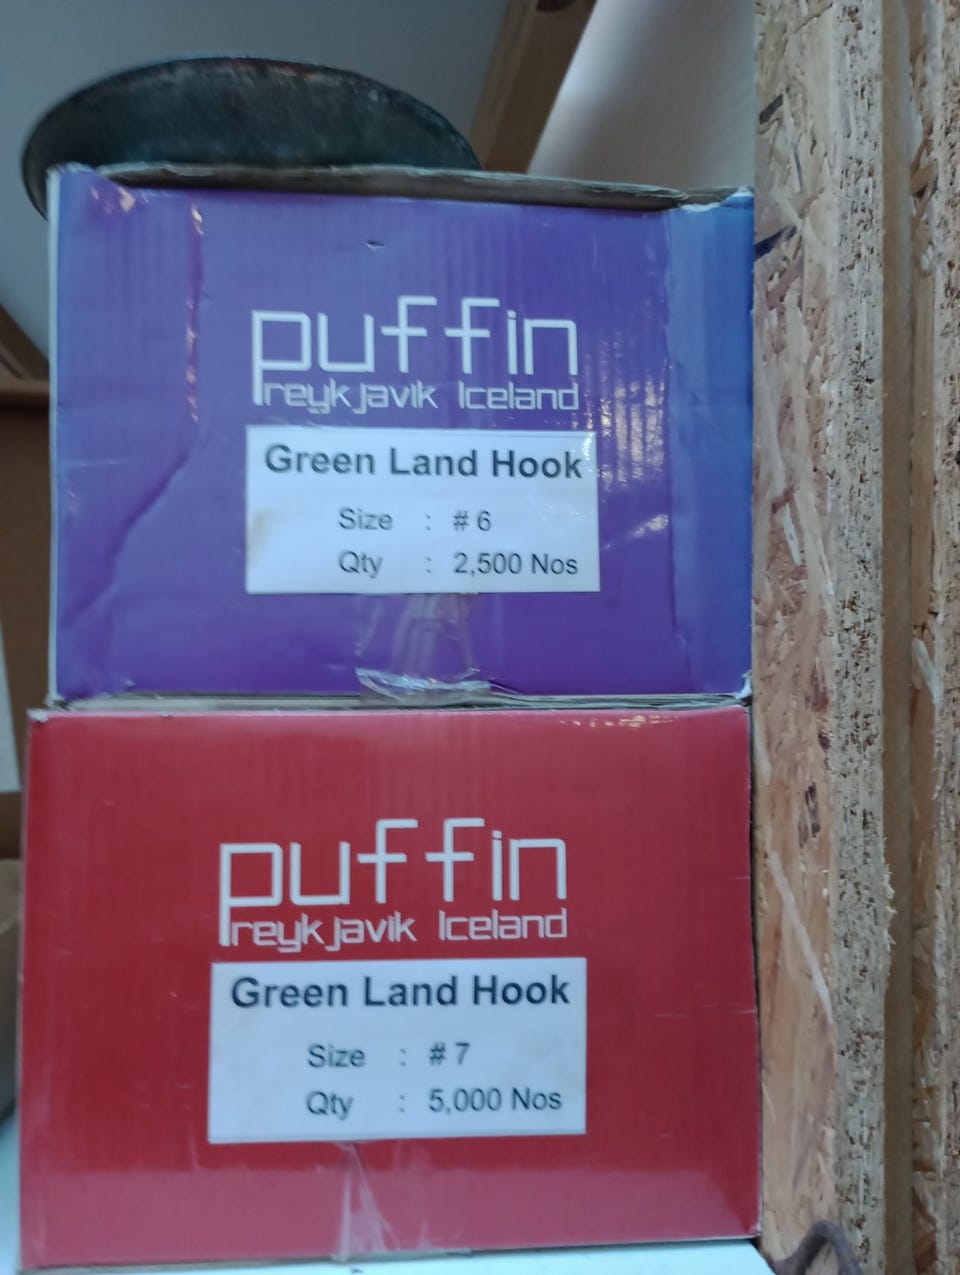 puffin
reykjavik Iceland
Green Land Hook
Size : # 6
Qty : 2,500 Nos
puffin
reykjavik Iceland
Green Land Hook
Size : # 7
Qty : 5,000 Nos